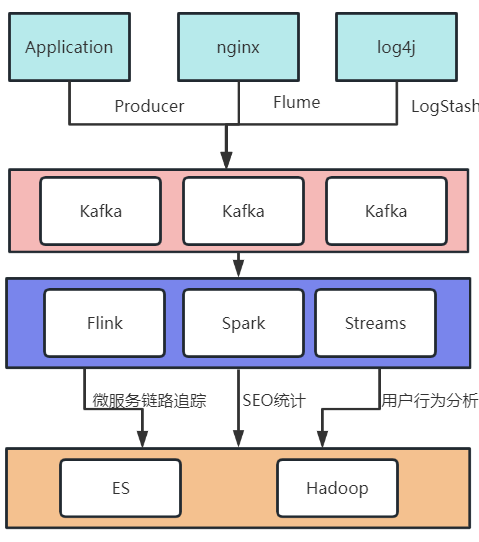 Application
nginx
log4j
Producer
Flume
LogStash
Kafka
Kafka
Kafka
Flink
Spark
Streams
微服务链路追踪
SEO统计
用户行为分析
ES
Hadoop